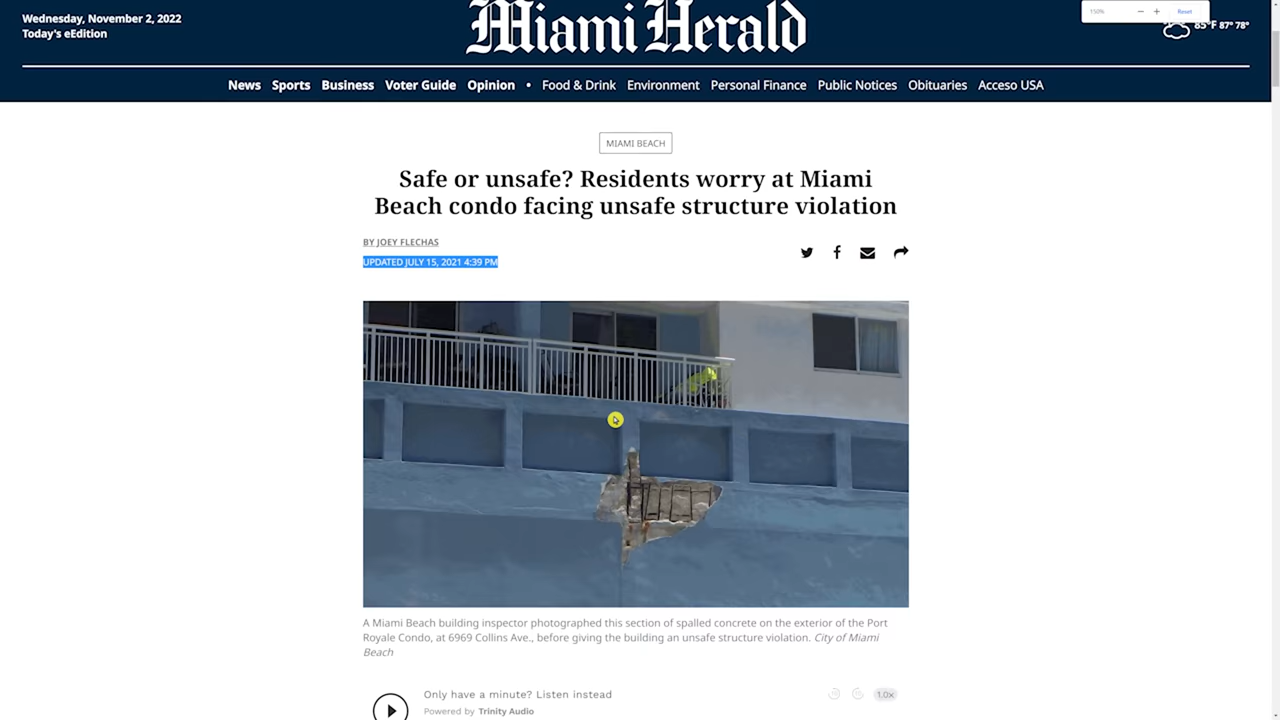 Wednesday, November 2, 2022
Today's eEdition
Miami Herald
150%
Reset
85°F 87° 78°
News Sports Business Voter Guide Opinion • Food & Drink Environment Personal Finance Public Notices Obituaries Acceso USA
MIAMI BEACH
Safe or unsafe? Residents worry at Miami
Beach condo facing unsafe structure violation
BY JOEY FLECHAS
UPDATED JULY 15, 2021 4:39 PM
A Miami Beach building inspector photographed this section of spalled concrete on the exterior of the Port
Royale Condo, at 6969 Collins Ave., before giving the building an unsafe structure violation. City of Miami
Beach
Only have a minute? Listen instead
Powered by Trinity Audio
1.0x